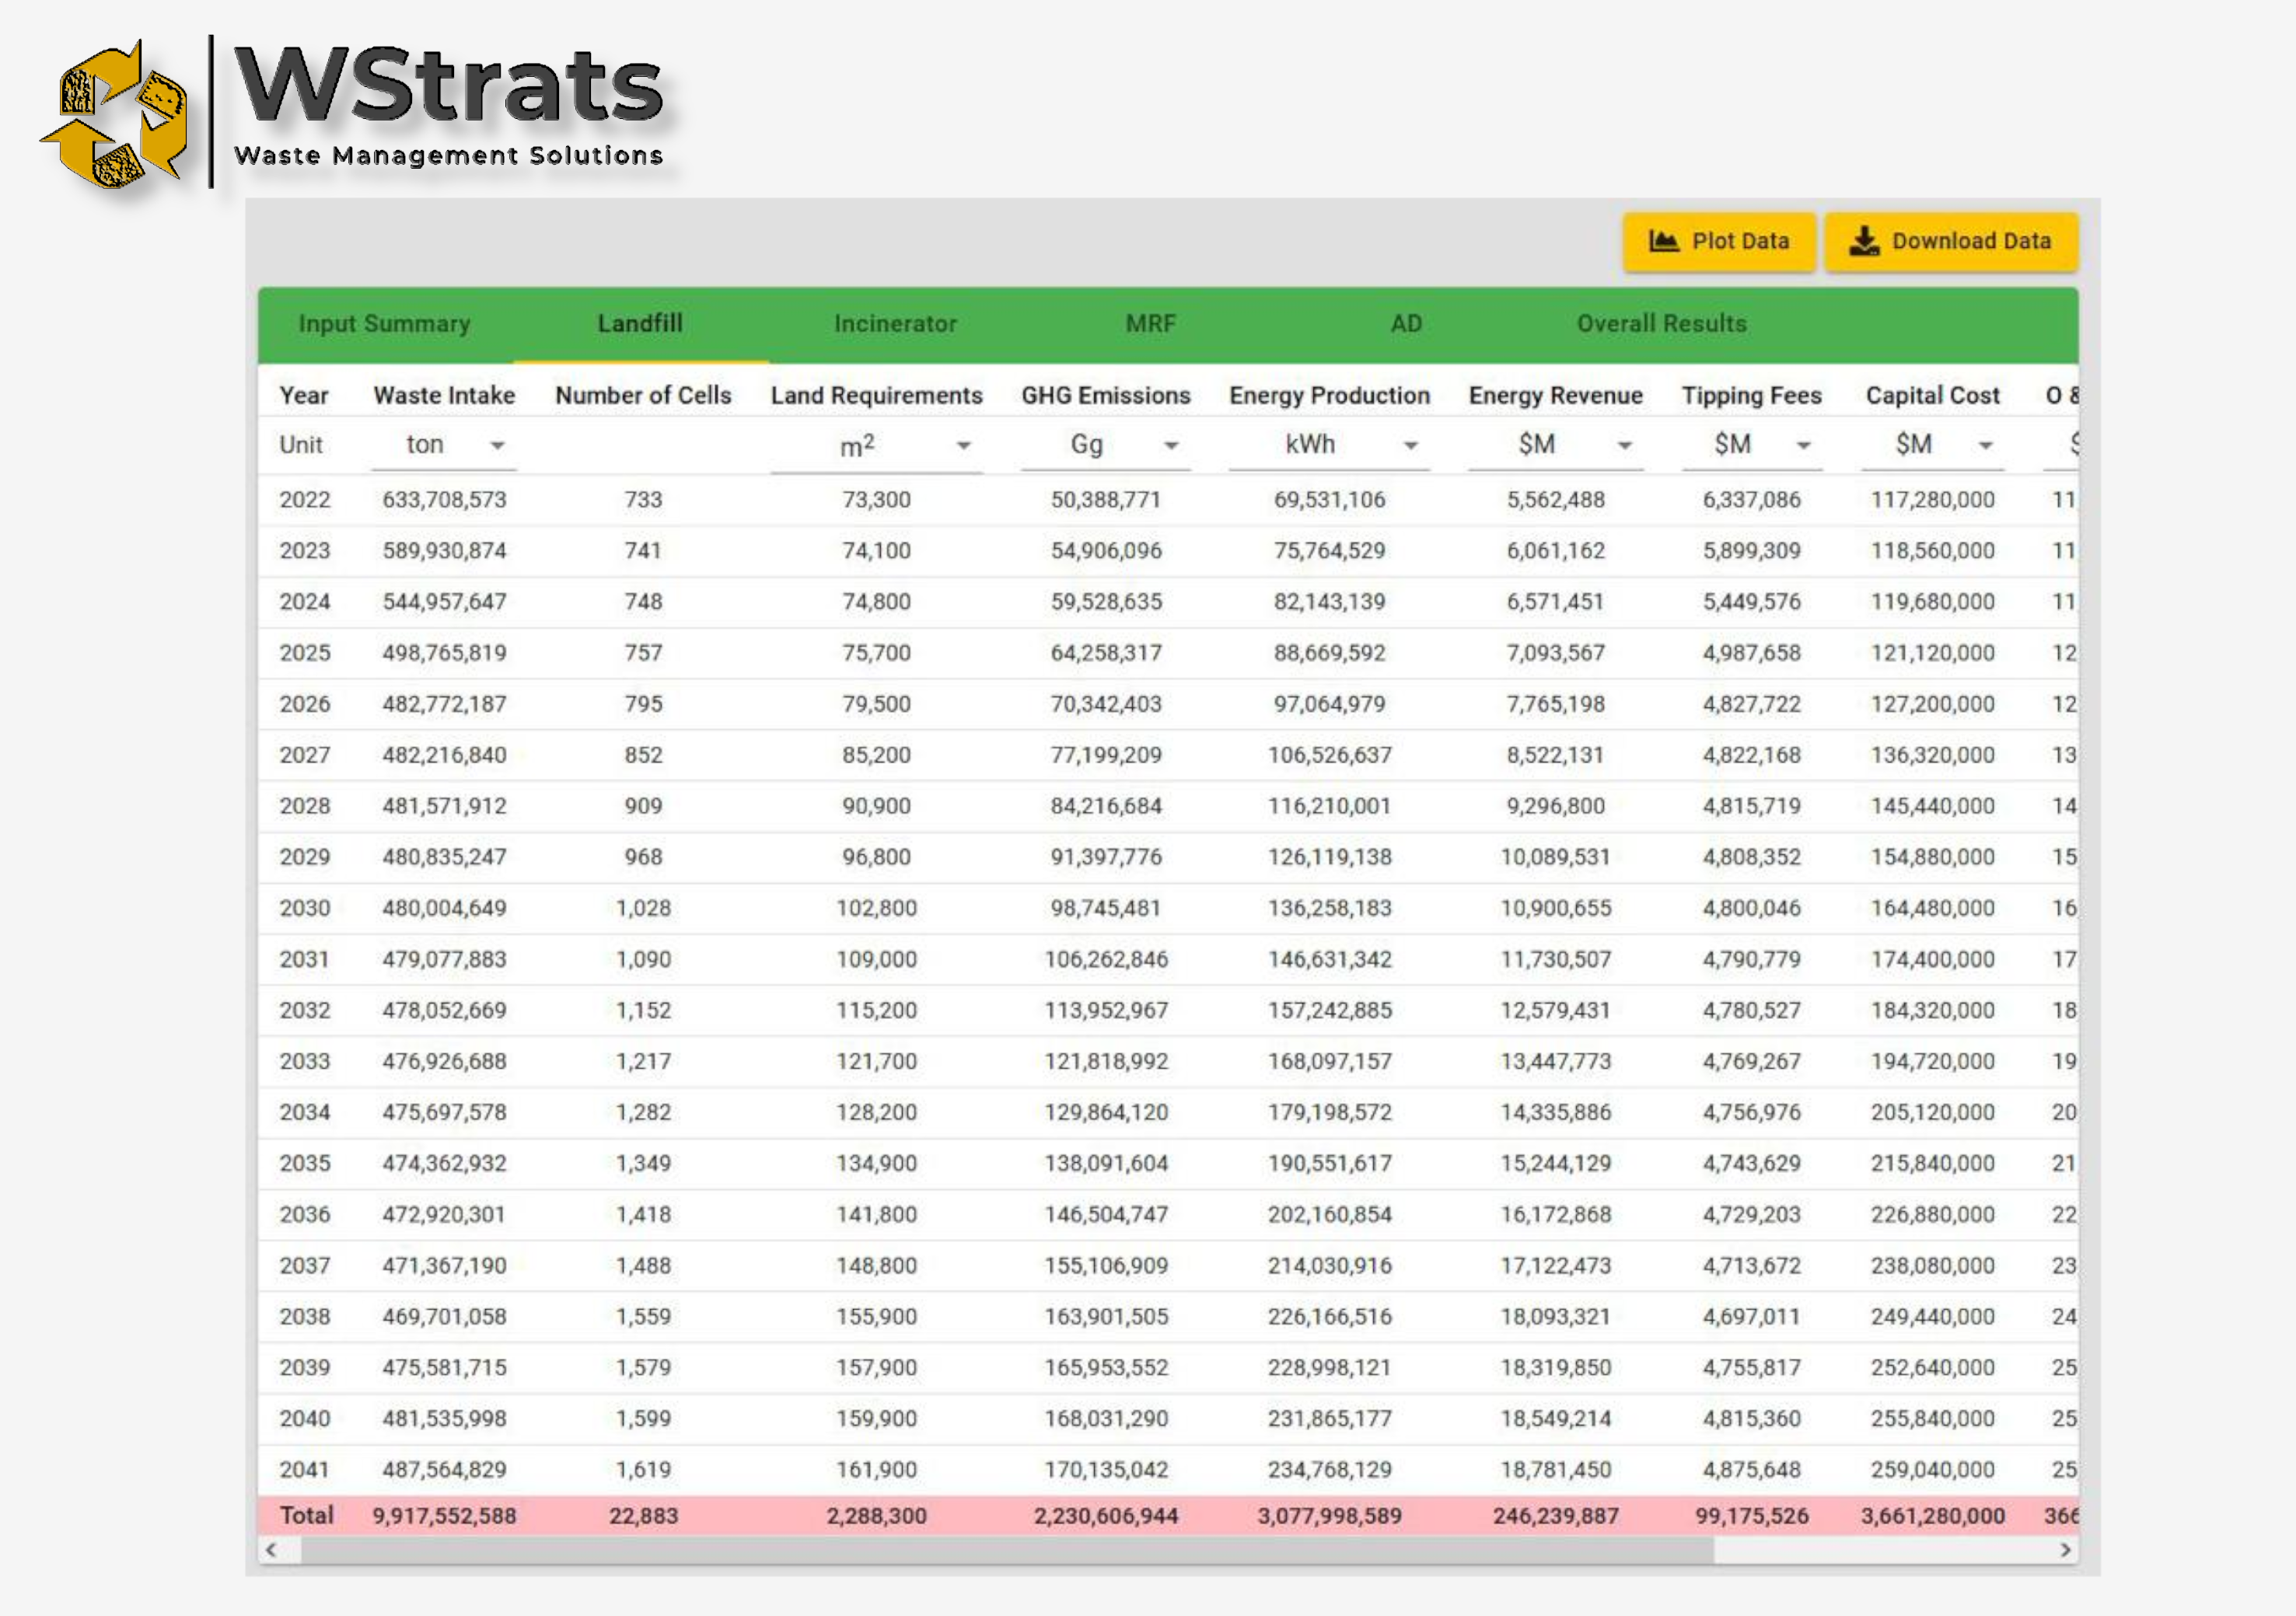 WStrats
Waste Management Solutions
Plot Data Download Data
Input Summary Landfill Incinerator MRF AD Overall Results
Year Waste Intake Number of Cells Land Requirements GHG Emissions Energy Production Energy Revenue Tipping Fees Capital Cost O &
Unit ton m² Gg kWh $M $M $M $
2022 633,708,573 733 73,300 50,388,771 69,531,106 5,562,488 6,337,086 117,280,000 11
2023 589,930,874 741 74,100 54,906,096 75,764,529 6,061,162 5,899,309 118,560,000 11
2024 544,957,647 748 74,800 59,528,635 82,143,139 6,571,451 5,449,576 119,680,000 11
2025 498,765,819 757 75,700 64,258,317 88,669,592 7,093,567 4,987,658 121,120,000 12
2026 482,772,187 795 79,500 70,342,403 97,064,979 7,765,198 4,827,722 127,200,000 12
2027 482,216,840 852 85,200 77,199,209 106,526,637 8,522,131 4,822,168 136,320,000 13
2028 481,571,912 909 90,900 84,216,684 116,210,001 9,296,800 4,815,719 145,440,000 14
2029 480,835,247 968 96,800 91,397,776 126,119,138 10,089,531 4,808,352 154,880,000 15
2030 480,004,649 1,028 102,800 98,745,481 136,258,183 10,900,655 4,800,046 164,480,000 16
2031 479,077,883 1,090 109,000 106,262,846 146,631,342 11,730,507 4,790,779 174,400,000 17
2032 478,052,669 1,152 115,200 113,952,967 157,242,885 12,579,431 4,780,527 184,320,000 18
2033 476,926,688 1,217 121,700 121,818,992 168,097,157 13,447,773 4,769,267 194,720,000 19
2034 475,697,578 1,282 128,200 129,864,120 179,198,572 14,335,886 4,756,976 205,120,000 20
2035 474,362,932 1,349 134,900 138,091,604 190,551,617 15,244,129 4,743,629 215,840,000 21
2036 472,920,301 1,418 141,800 146,504,747 202,160,854 16,172,868 4,729,203 226,880,000 22
2037 471,367,190 1,488 148,800 155,106,909 214,030,916 17,122,473 4,713,672 238,080,000 23
2038 469,701,058 1,559 155,900 163,901,505 226,166,516 18,093,321 4,697,011 249,440,000 24
2039 475,581,715 1,579 157,900 165,953,552 228,998,121 18,319,850 4,755,817 252,640,000 25
2040 481,535,998 1,599 159,900 168,031,290 231,865,177 18,549,214 4,815,360 255,840,000 25
2041 487,564,829 1,619 161,900 170,135,042 234,768,129 18,781,450 4,875,648 259,040,000 25
Total 9,917,552,588 22,883 2,288,300 2,230,606,944 3,077,998,589 246,239,887 99,175,526 3,661,280,000 366